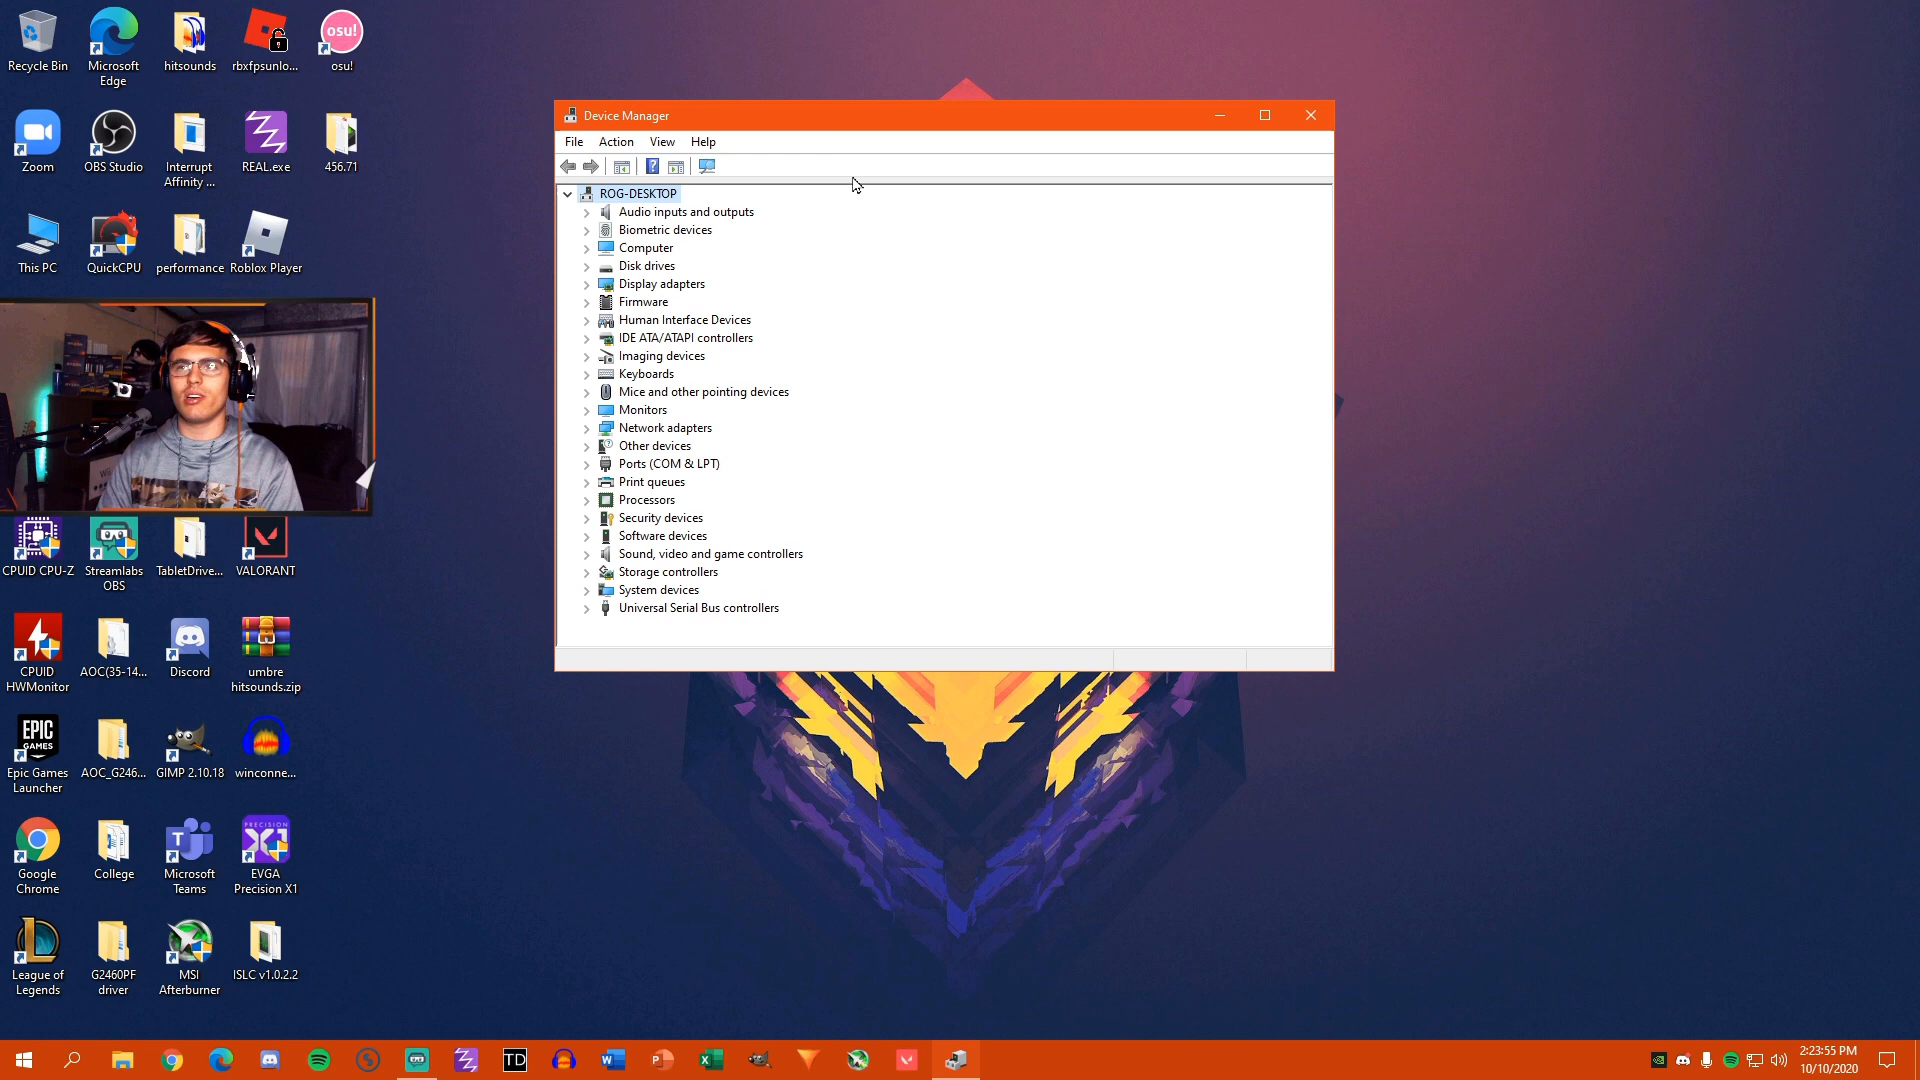 Recycle Bin
Microsoft
Edge
hitsounds
rbxfpsunlo...
osu!
osu!
Zoom
OBS Studio
Interrupt
Affinity ...
REAL.exe
456.71
This PC
QuickCPU
performance
Roblox Player
CPUID CPU-Z
Streamlabs
OBS
TabletDrive...
VALORANT
CPUID
HWMonitor
AOC(35-14...
Discord
umbre
hitsounds.zip
EPIC
GAMES
Epic Games
Launcher
AOC_G246...
GIMP 2.10.18
winconne...
Google
Chrome
College
Microsoft
Teams
PRECISION
X1
EVGA
Precision X1
League of
Legends
G2460PF
driver
MSI
Afterburner
ISLC v1.0.2.2
Device Manager
File Action View Help
ROG-DESKTOP
Audio inputs and outputs
Biometric devices
Computer
Disk drives
Display adapters
Firmware
Human Interface Devices
IDE ATA/ATAPI controllers
Imaging devices
Keyboards
Mice and other pointing devices
Monitors
Network adapters
Other devices
Ports (COM & LPT)
Print queues
Processors
Security devices
Software devices
Sound, video and game controllers
Storage controllers
System devices
Universal Serial Bus controllers
TD
2:23:55 PM
10/10/2020